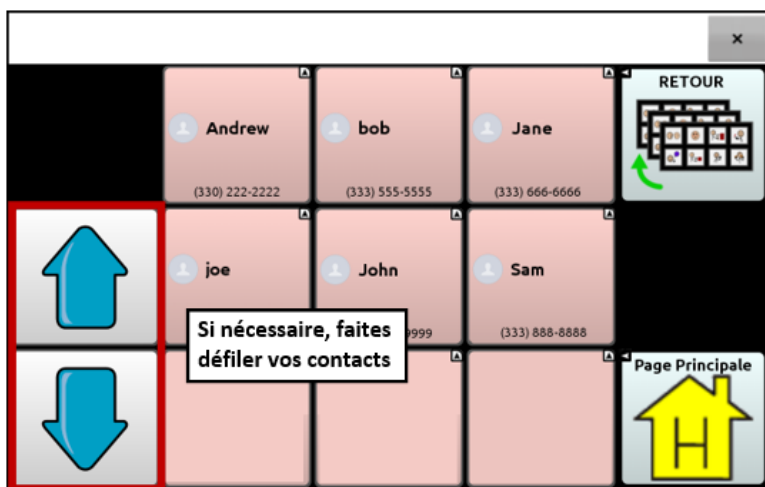 ×
RETOUR
Andrew
bob
Jane
(330) 222-2222
(333) 555-5555
(333) 666-6666
joe
John
Sam
9999
(333) 888-8888
Si nécessaire, faites
défiler vos contacts
Page Principale
H